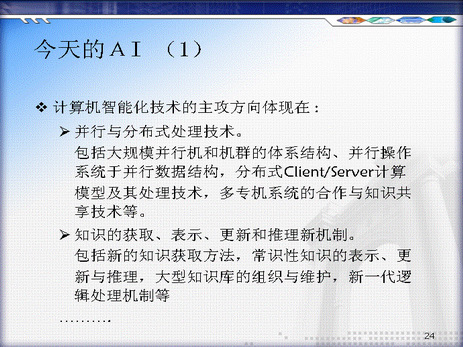 今天的AI （1）
❖ 计算机智能化技术的主攻方向体现在：
➢ 并行与分布式处理技术。
包括大规模并行机和机群的体系结构、并行操作
系统于并行数据结构，分布式Client/Server计算
模型及其处理技术，多专机系统的合作与知识共
享技术等。
➢ 知识的获取、表示、更新和推理新机制。
包括新的知识获取方法，常识性知识的表示、更
新与推理，大型知识库的组织与维护，新一代逻
辑处理机制等
……….
24